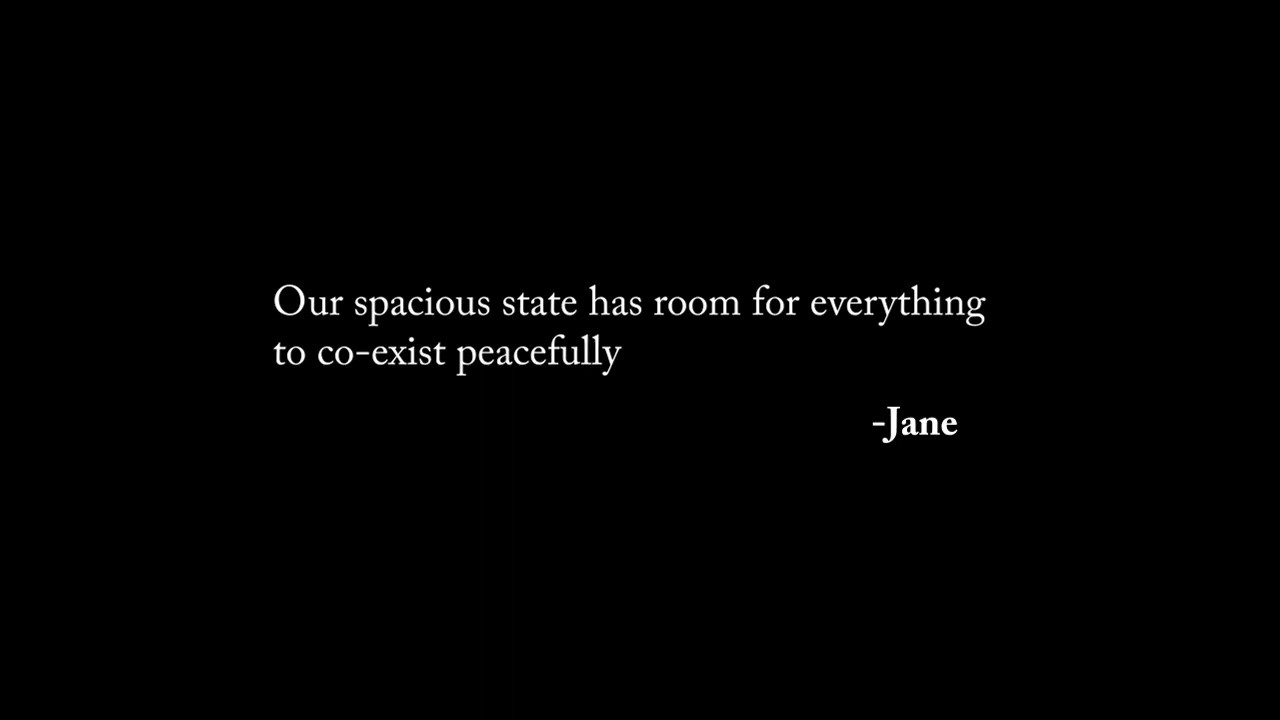 Our spacious state has room for everything
to co-exist peacefully
-Jane